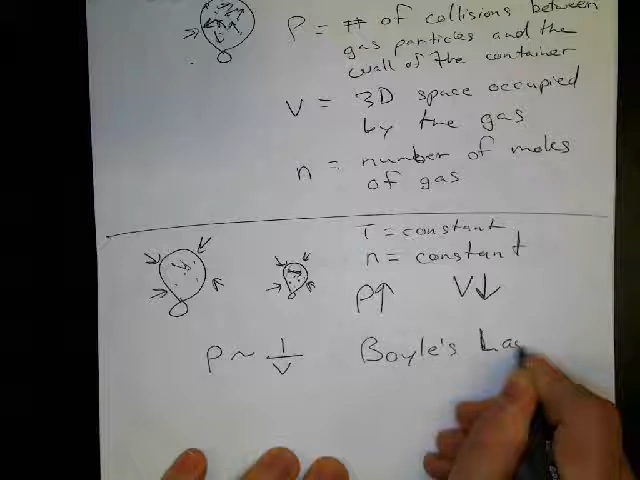 P = # of collisions between
gas particles and the
wall of the container
V = 3D space occupied
by the gas
n = number of moles
of gas
T = constant
n = constant
P↑ V↓
P ~ 1/V Boyle's La